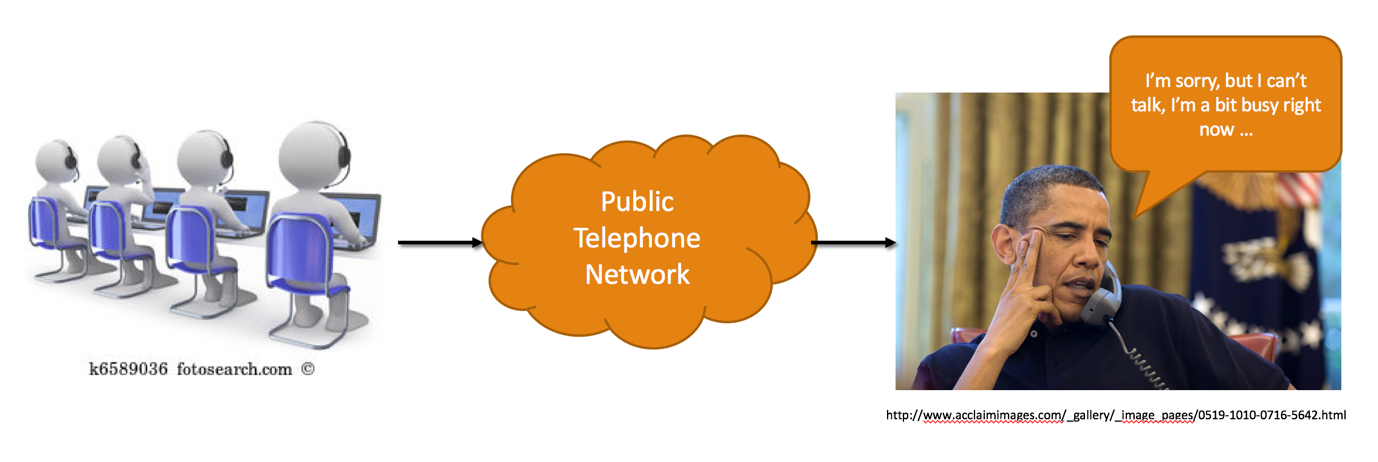 I'm sorry, but I can't
talk, I'm a bit busy right
now ...
Public
Telephone
Network
k6589036 fotosearch.com ©
http://www.acclaimimages.com/_gallery/_image_pages/0519-1010-0716-5642.html